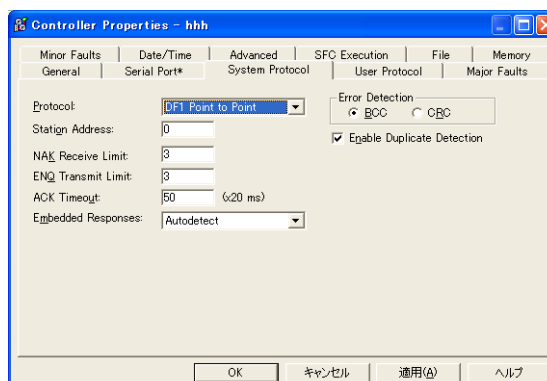 Controller Properties - hhh
Minor Faults Date/Time Advanced SFC Execution File Memory
General Serial Port* System Protocol User Protocol Major Faults
Protocol: DF1 Point to Point
Error Detection
BCC CRC
Station Address: 0
Enable Duplicate Detection
NAK Receive Limit: 3
ENQ Transmit Limit: 3
ACK Timeout: 50 (x20 ms)
Embedded Responses: Autodetect
OK キャンセル 適用(A) ヘルプ